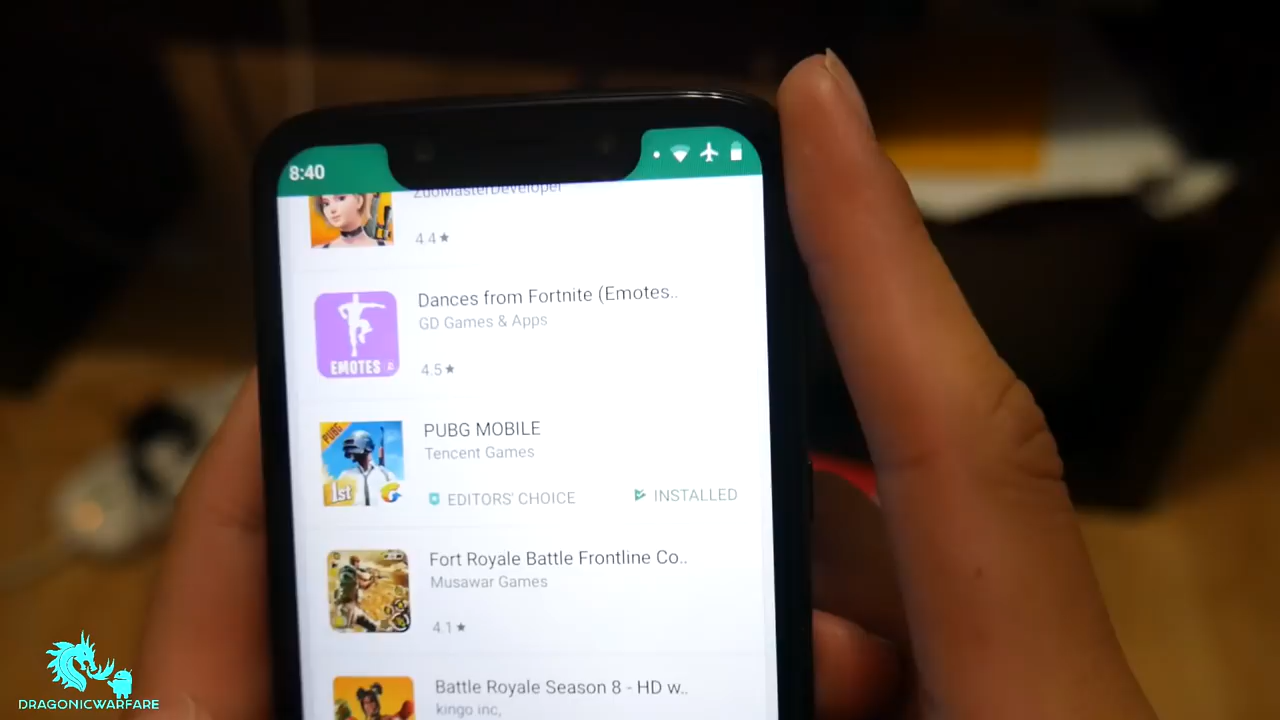 8:40
ZooMasterDeveloper
4.4★
Dances from Fortnite (Emotes..
GD Games & Apps
EMOTES
4.5★
PUBG MOBILE
Tencent Games
PUBG
1st
EDITORS' CHOICE
INSTALLED
Fort Royale Battle Frontline Co..
Musawar Games
4.1★
Battle Royale Season 8 - HD w..
kingo inc,
DRAGONICWARFARE